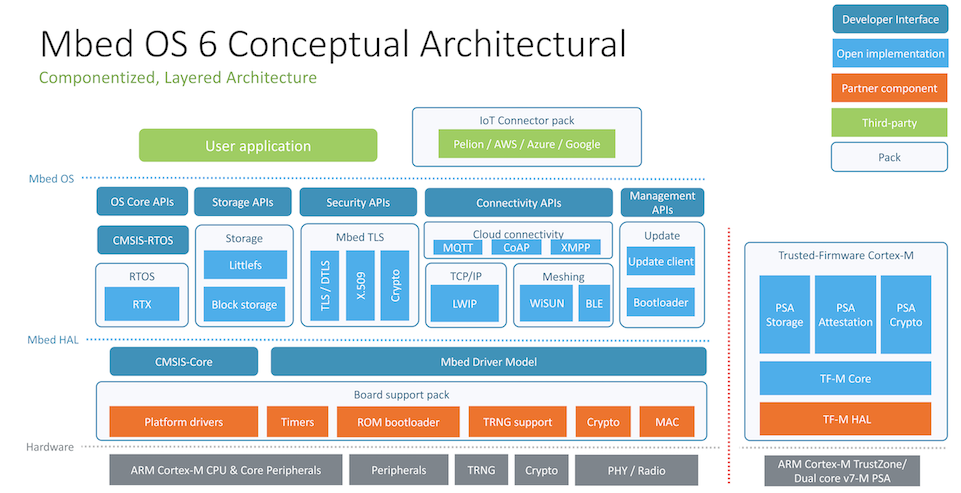 Mbed OS 6 Conceptual Architectural
Componentized, Layered Architecture
Developer Interface
Open implementation
Partner component
Third-party
Pack
User application
IoT Connector pack
Pelion / AWS / Azure / Google
Mbed OS
OS Core APIs
Storage APIs
Security APIs
Connectivity APIs
Management
APIs
CMSIS-RTOS
RTOS
RTX
Storage
Littlefs
Block storage
Mbed TLS
TLS / DTLS
X.509
Crypto
Cloud connectivity
MQTT
CoAP
XMPP
TCP/IP
LWIP
Meshing
WiSUN
BLE
Update
Update client
Bootloader
Trusted-Firmware Cortex-M
PSA
Storage
PSA
Attestation
PSA
Crypto
TF-M Core
TF-M HAL
Mbed HAL
CMSIS-Core
Mbed Driver Model
Board support pack
Platform drivers
Timers
ROM bootloader
TRNG support
Crypto
MAC
Hardware
ARM Cortex-M CPU & Core Peripherals
Peripherals
TRNG
Crypto
PHY / Radio
ARM Cortex-M TrustZone/
Dual core v7-M PSA